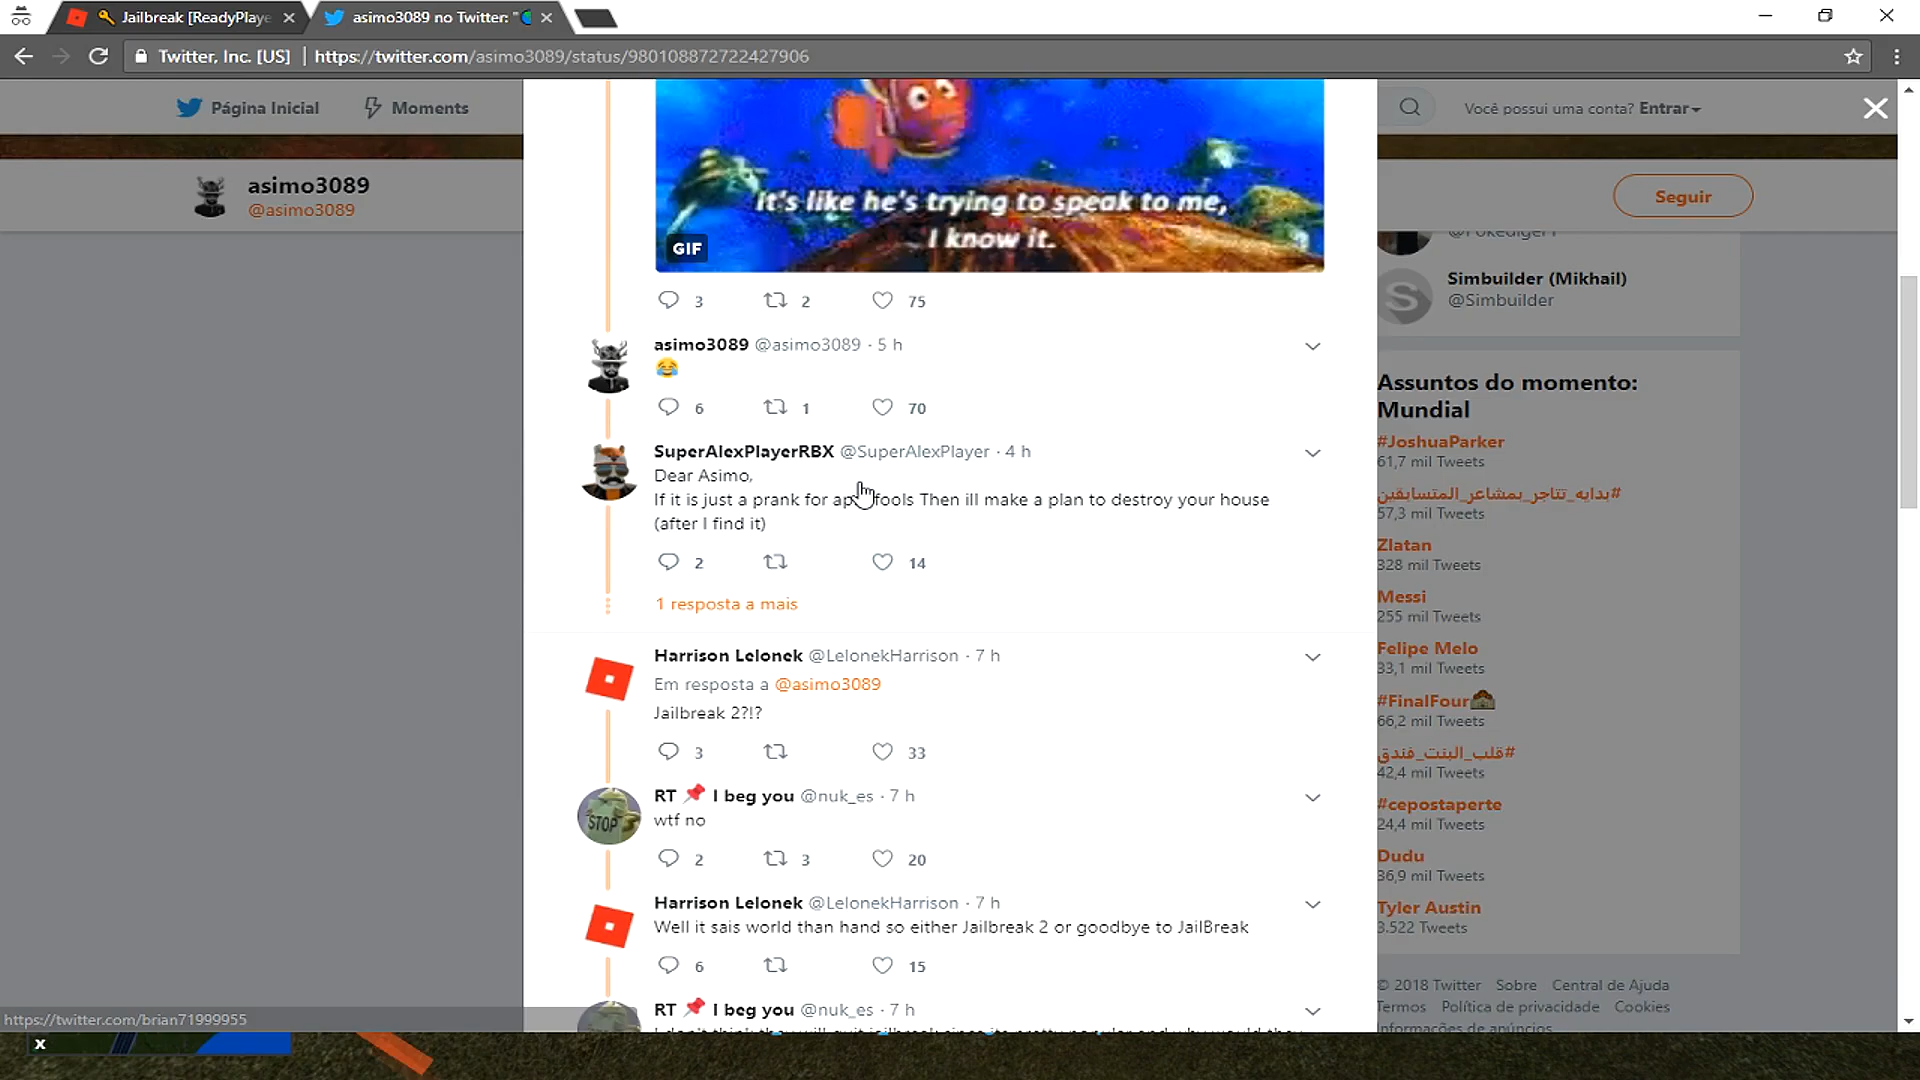 Jailbreak [ReadyPlaye
asimo3089 no Twitter: "
Twitter, Inc. [US]
https://twitter.com/asimo3089/status/980108872722427906
Página Inicial
Moments
Você possui uma conta? Entrar
asimo3089
@asimo3089
Seguir
It's like he's trying to speak to me,
I know it.
GIF
3 2 75
Simbuilder (Mikhail)
@Simbuilder
asimo3089 @asimo3089 · 5 h
😂
6 1 70
SuperAlexPlayerRBX @SuperAlexPlayer · 4 h
Dear Asimo,
If it is just a prank for ap fools Then ill make a plan to destroy your house
(after I find it)
2 14
1 resposta a mais
Harrison Lelonek @LelonekHarrison · 7 h
Em resposta a @asimo3089
Jailbreak 2?!?
3 33
RT 📌 I beg you @nuk_es · 7 h
STOP
wtf no
2 3 20
Harrison Lelonek @LelonekHarrison · 7 h
Well it sais world than hand so either Jailbreak 2 or goodbye to JailBreak
6 15
RT 📌 I beg you @nuk_es · 7 h
Assuntos do momento:
Mundial
#JoshuaParker
61,7 mil Tweets
#بدايه_تتاجر_بمشاعر_المتسابقين
57,3 mil Tweets
Zlatan
328 mil Tweets
Messi
255 mil Tweets
Felipe Melo
33,1 mil Tweets
#FinalFour
66,2 mil Tweets
#قلب_البنت_فندق
42,4 mil Tweets
#cepostaperte
24,4 mil Tweets
Dudu
36,9 mil Tweets
Tyler Austin
3.522 Tweets
© 2018 Twitter Sobre Central de Ajuda
Termos Política de privacidade Cookies
Informações de anúncios
https://twitter.com/brian71999955
x